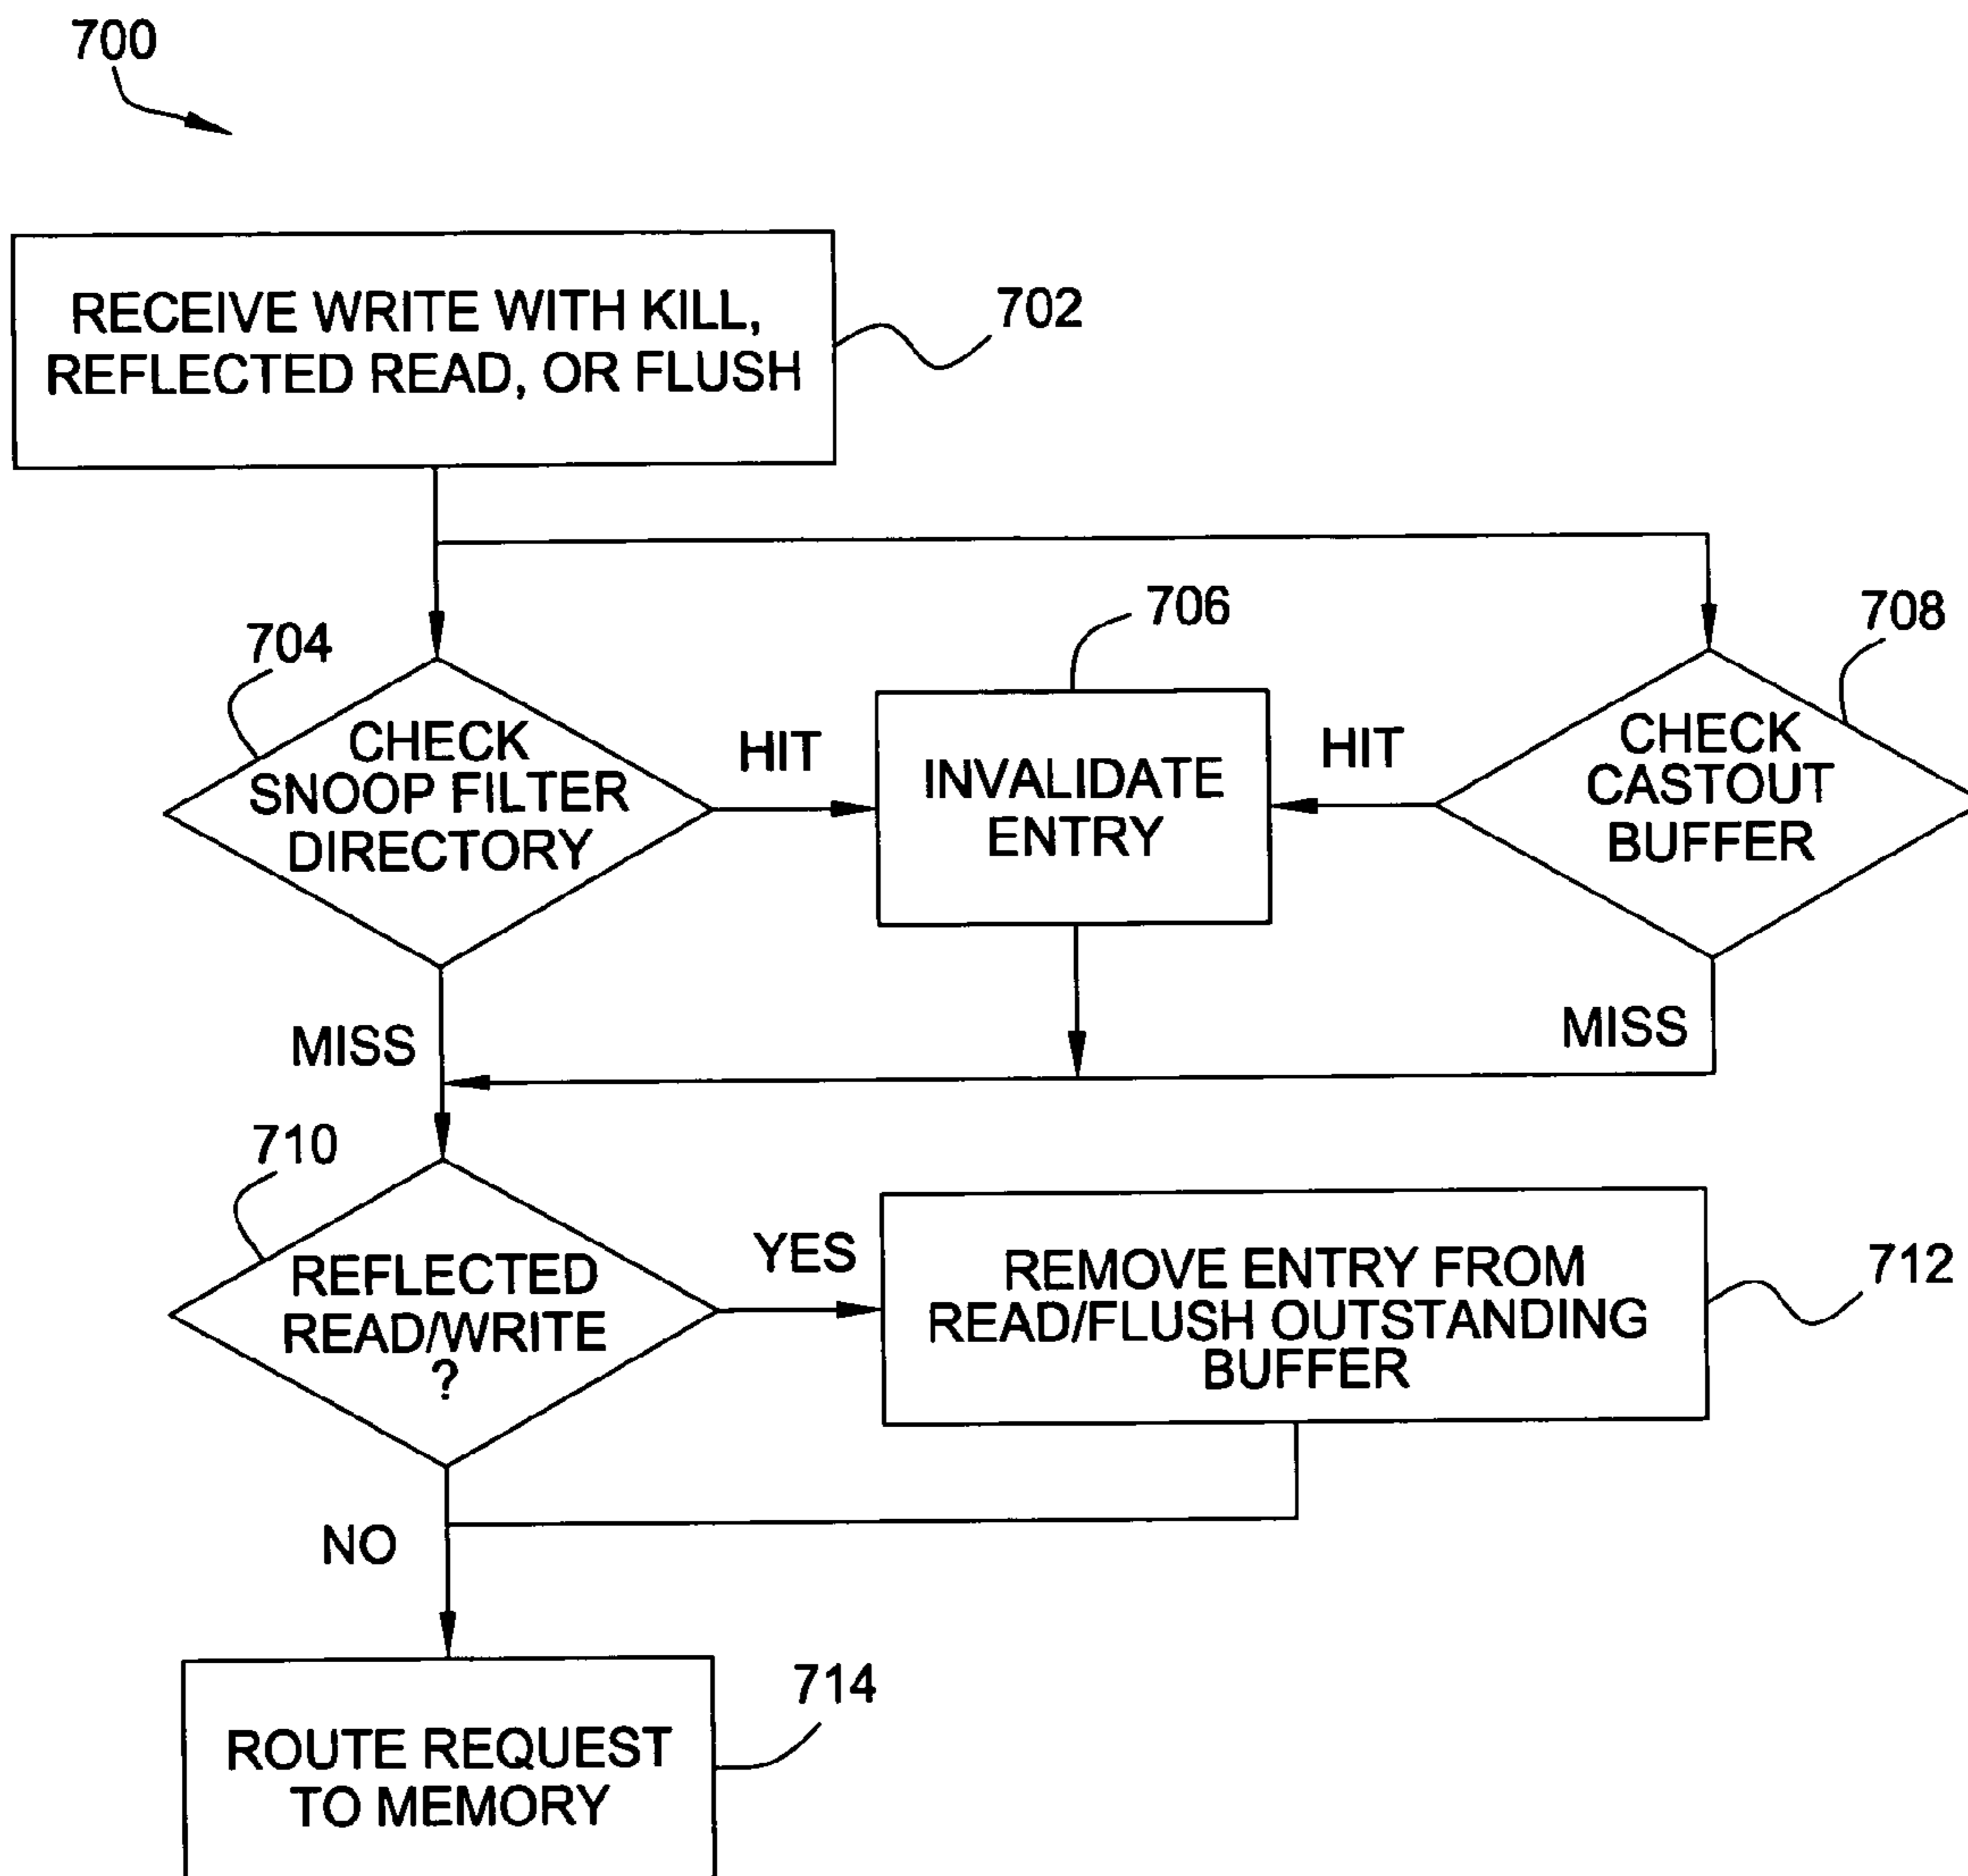 700
RECEIVE WRITE WITH KILL,
REFLECTED READ, OR FLUSH
702
704
CHECK
SNOOP FILTER
DIRECTORY
HIT
706
INVALIDATE
ENTRY
HIT
708
CHECK
CASTOUT
BUFFER
MISS
MISS
710
REFLECTED
READ/WRITE
?
YES
REMOVE ENTRY FROM
READ/FLUSH OUTSTANDING
BUFFER
712
NO
ROUTE REQUEST
TO MEMORY
714